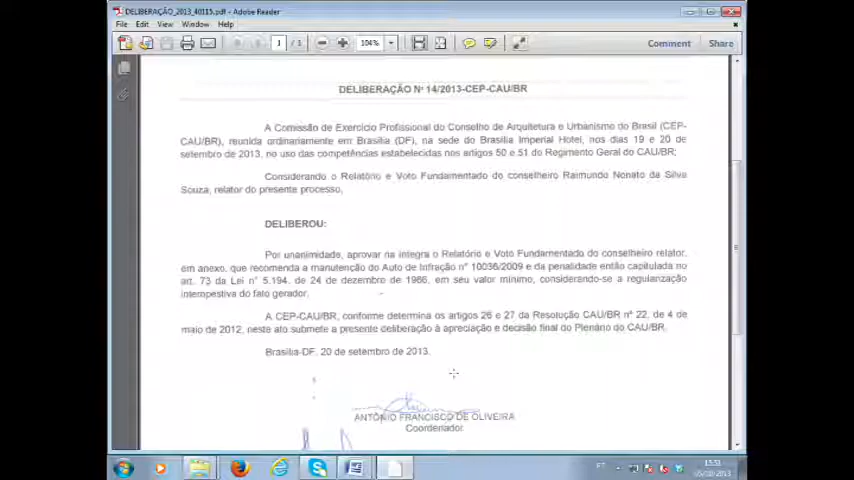 DELIBERAÇÃO_2013_40115.pdf - Adobe Reader
File Edit View Window Help
1 / 3 104% Comment Share
DELIBERAÇÃO Nº 14/2013-CEP-CAU/BR
A Comissão de Exercício Profissional do Conselho de Arquitetura e Urbanismo do Brasil (CEP-
CAU/BR), reunida ordinariamente em Brasília (DF), na sede do Brasília Imperial Hotel, nos dias 19 e 20 de
setembro de 2013, no uso das competências estabelecidas nos artigos 50 e 51 do Regimento Geral do CAU/BR;
Considerando o Relatório e Voto Fundamentado do conselheiro Raimundo Nonato da Silva
Souza, relator do presente processo,
DELIBEROU:
Por unanimidade, aprovar na íntegra o Relatório e Voto Fundamentado do conselheiro relator,
em anexo, que recomenda a manutenção do Auto de Infração n° 10036/2009 e da penalidade então capitulada no
art. 73 da Lei n° 5.194, de 24 de dezembro de 1966, em seu valor mínimo, considerando-se a regularização
intempestiva do fato gerador.
A CEP-CAU/BR, conforme determina os artigos 26 e 27 da Resolução CAU/BR nº 22, de 4 de
maio de 2012, neste ato submete a presente deliberação à apreciação e decisão final do Plenário do CAU/BR.
Brasília-DF, 20 de setembro de 2013.
ANTÔNIO FRANCISCO DE OLIVEIRA
Coordenador
PT 15:51